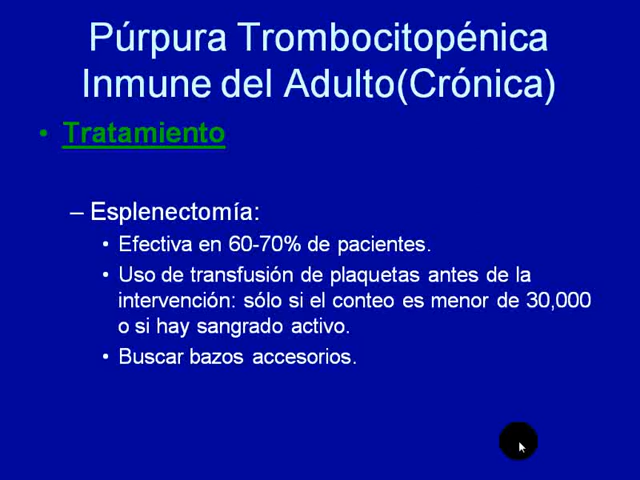 Púrpura Trombocitopénica
Inmune del Adulto(Crónica)
• Tratamiento
– Esplenectomía:
• Efectiva en 60-70% de pacientes.
• Uso de transfusión de plaquetas antes de la
intervención: sólo si el conteo es menor de 30,000
o si hay sangrado activo.
• Buscar bazos accesorios.